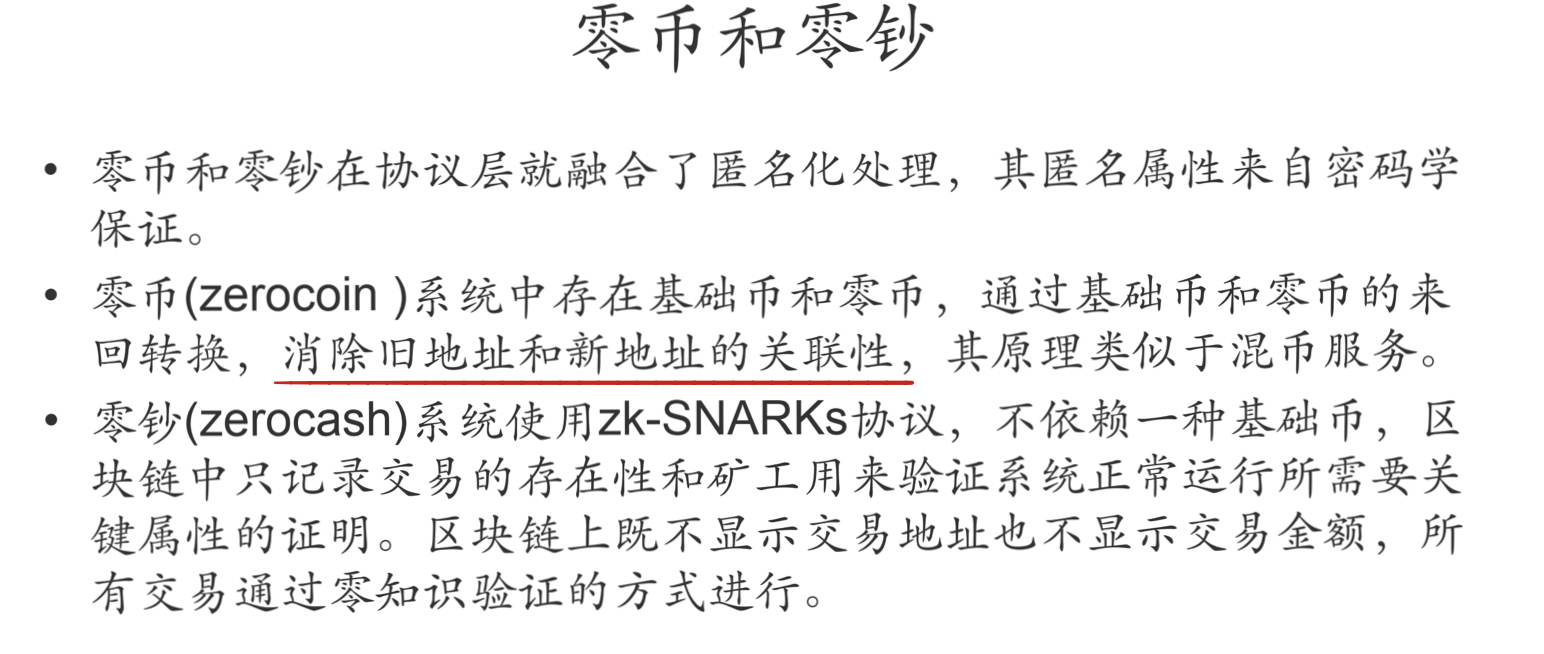 零币和零钞
• 零币和零钞在协议层就融合了匿名化处理，其匿名属性来自密码学
保证。
• 零币(zerocoin )系统中存在基础币和零币，通过基础币和零币的来
回转换，消除旧地址和新地址的关联性，其原理类似于混币服务。
• 零钞(zerocash)系统使用zk-SNARKs协议，不依赖一种基础币，区
块链中只记录交易的存在性和矿工用来验证系统正常运行所需要关
键属性的证明。区块链上既不显示交易地址也不显示交易金额，所
有交易通过零知识验证的方式进行。